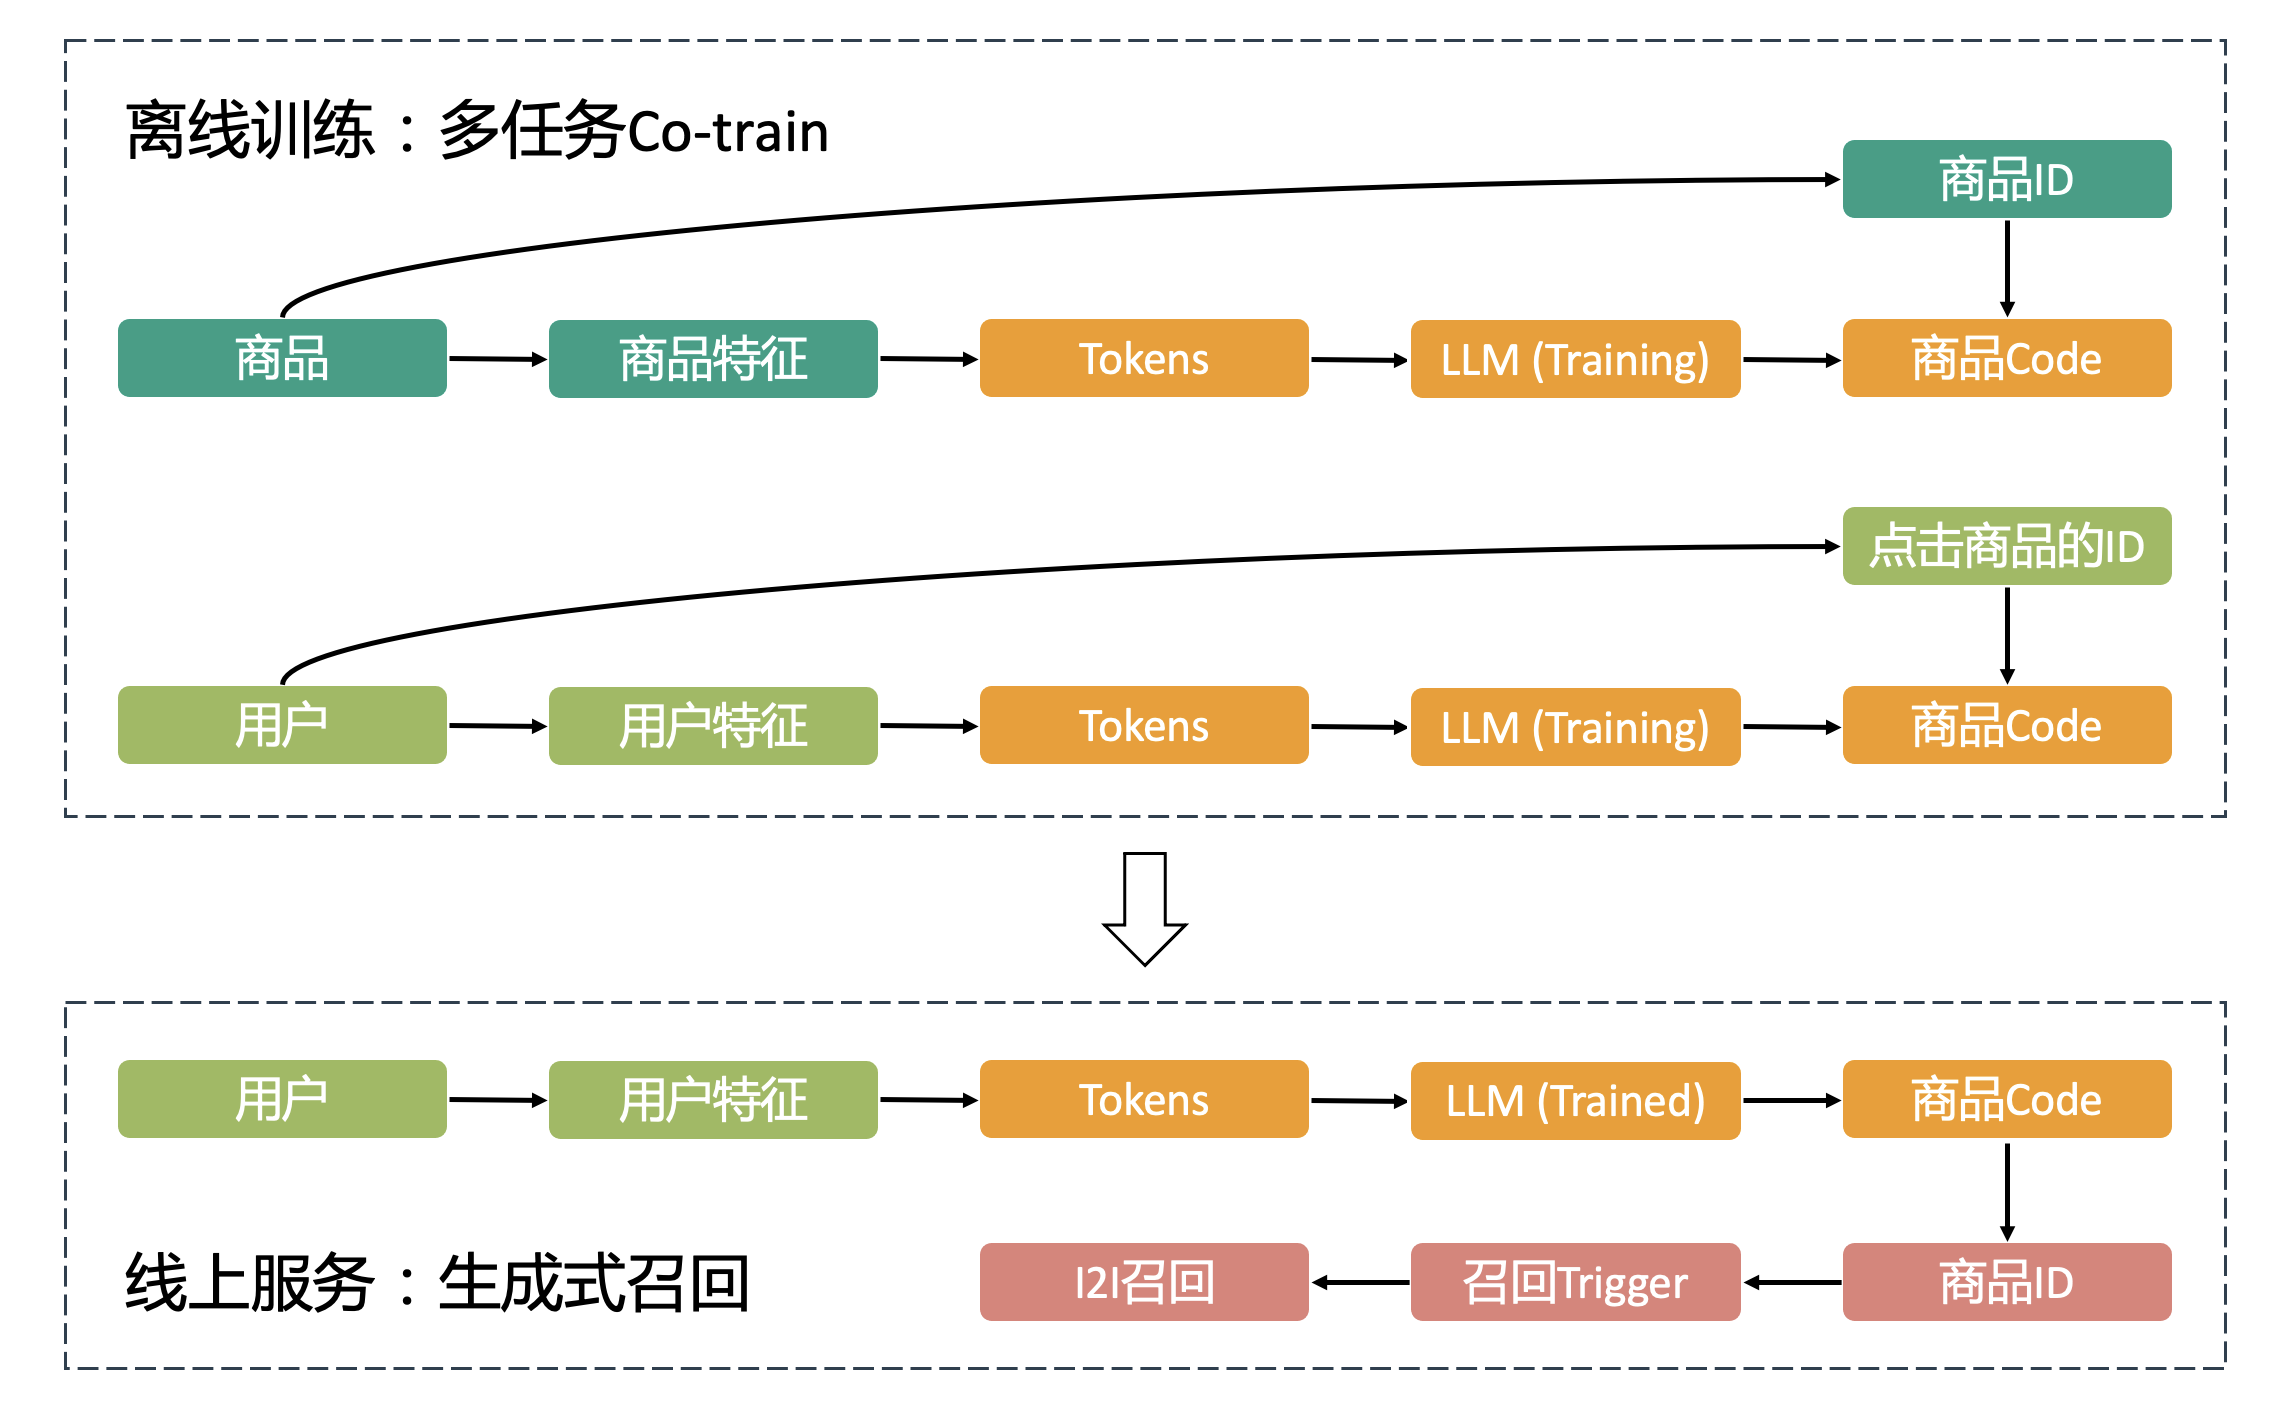 离线训练：多任务Co-train
商品ID
商品
商品特征
Tokens
LLM (Training)
商品Code
点击商品的ID
用户
用户特征
Tokens
LLM (Training)
商品Code
用户
用户特征
Tokens
LLM (Trained)
商品Code
线上服务：生成式召回
I2I召回
召回Trigger
商品ID